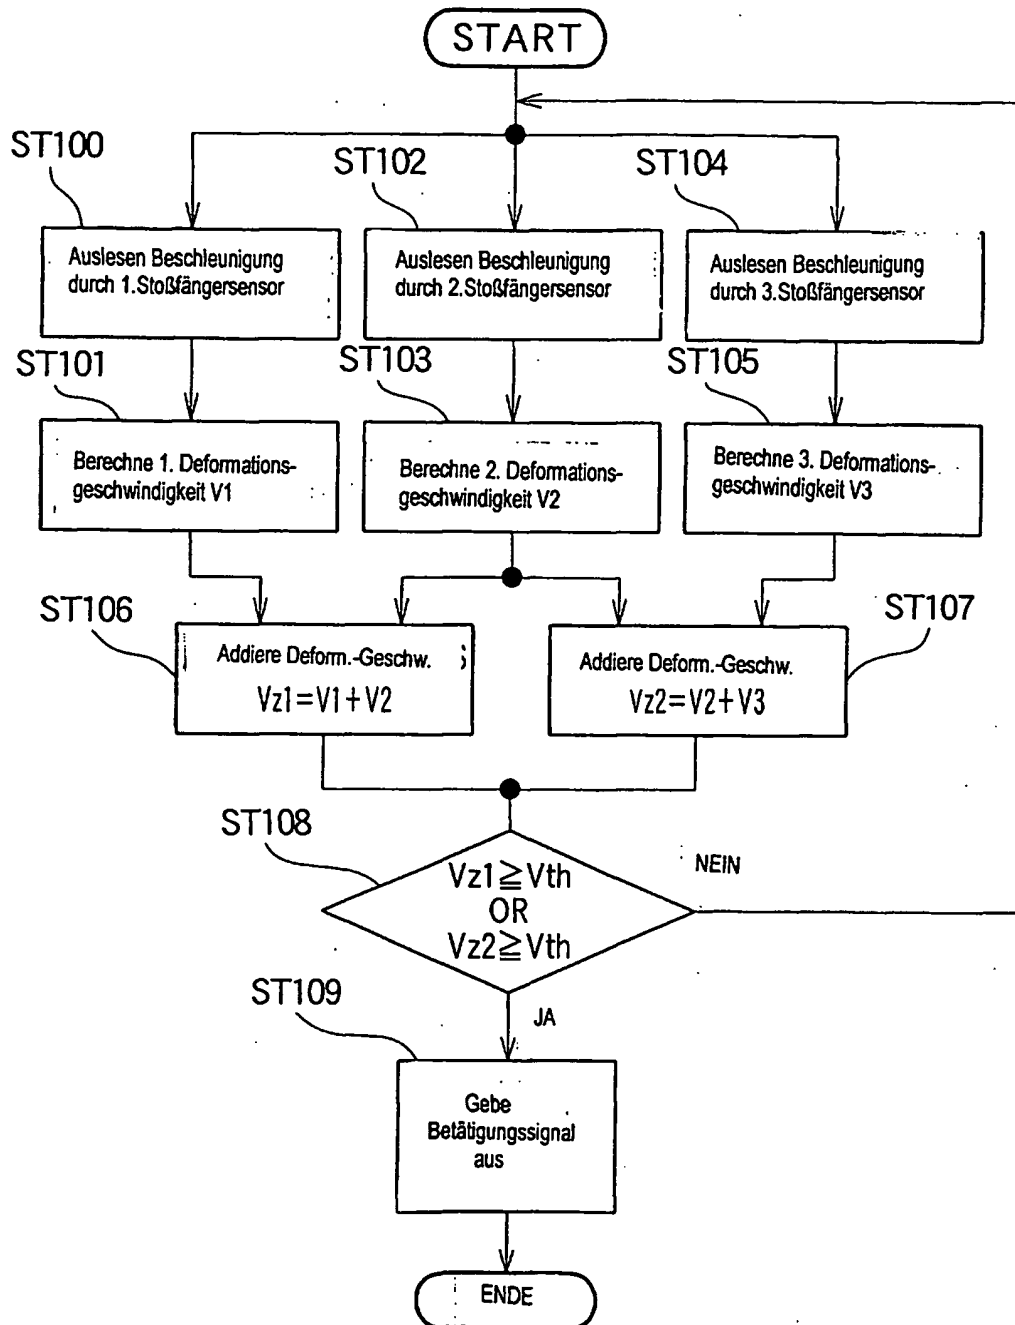 START
ST100
ST102
ST104
Auslesen Beschleunigung
durch 1.Stoßfängersensor
Auslesen Beschleunigung
durch 2.Stoßfängersensor
Auslesen Beschleunigung
durch 3.Stoßfängersensor
ST101
ST103
ST105
Berechne 1. Deformations-
geschwindigkeit V1
Berechne 2. Deformations-
geschwindigkeit V2
Berechne 3. Deformations-
geschwindigkeit V3
ST106
ST107
Addiere Deform.-Geschw.
Vz1=V1+V2
Addiere Deform.-Geschw.
Vz2=V2+V3
ST108
Vz1≧Vth
OR
Vz2≧Vth
NEIN
ST109
JA
Gebe
Betätigungssignal
aus
ENDE